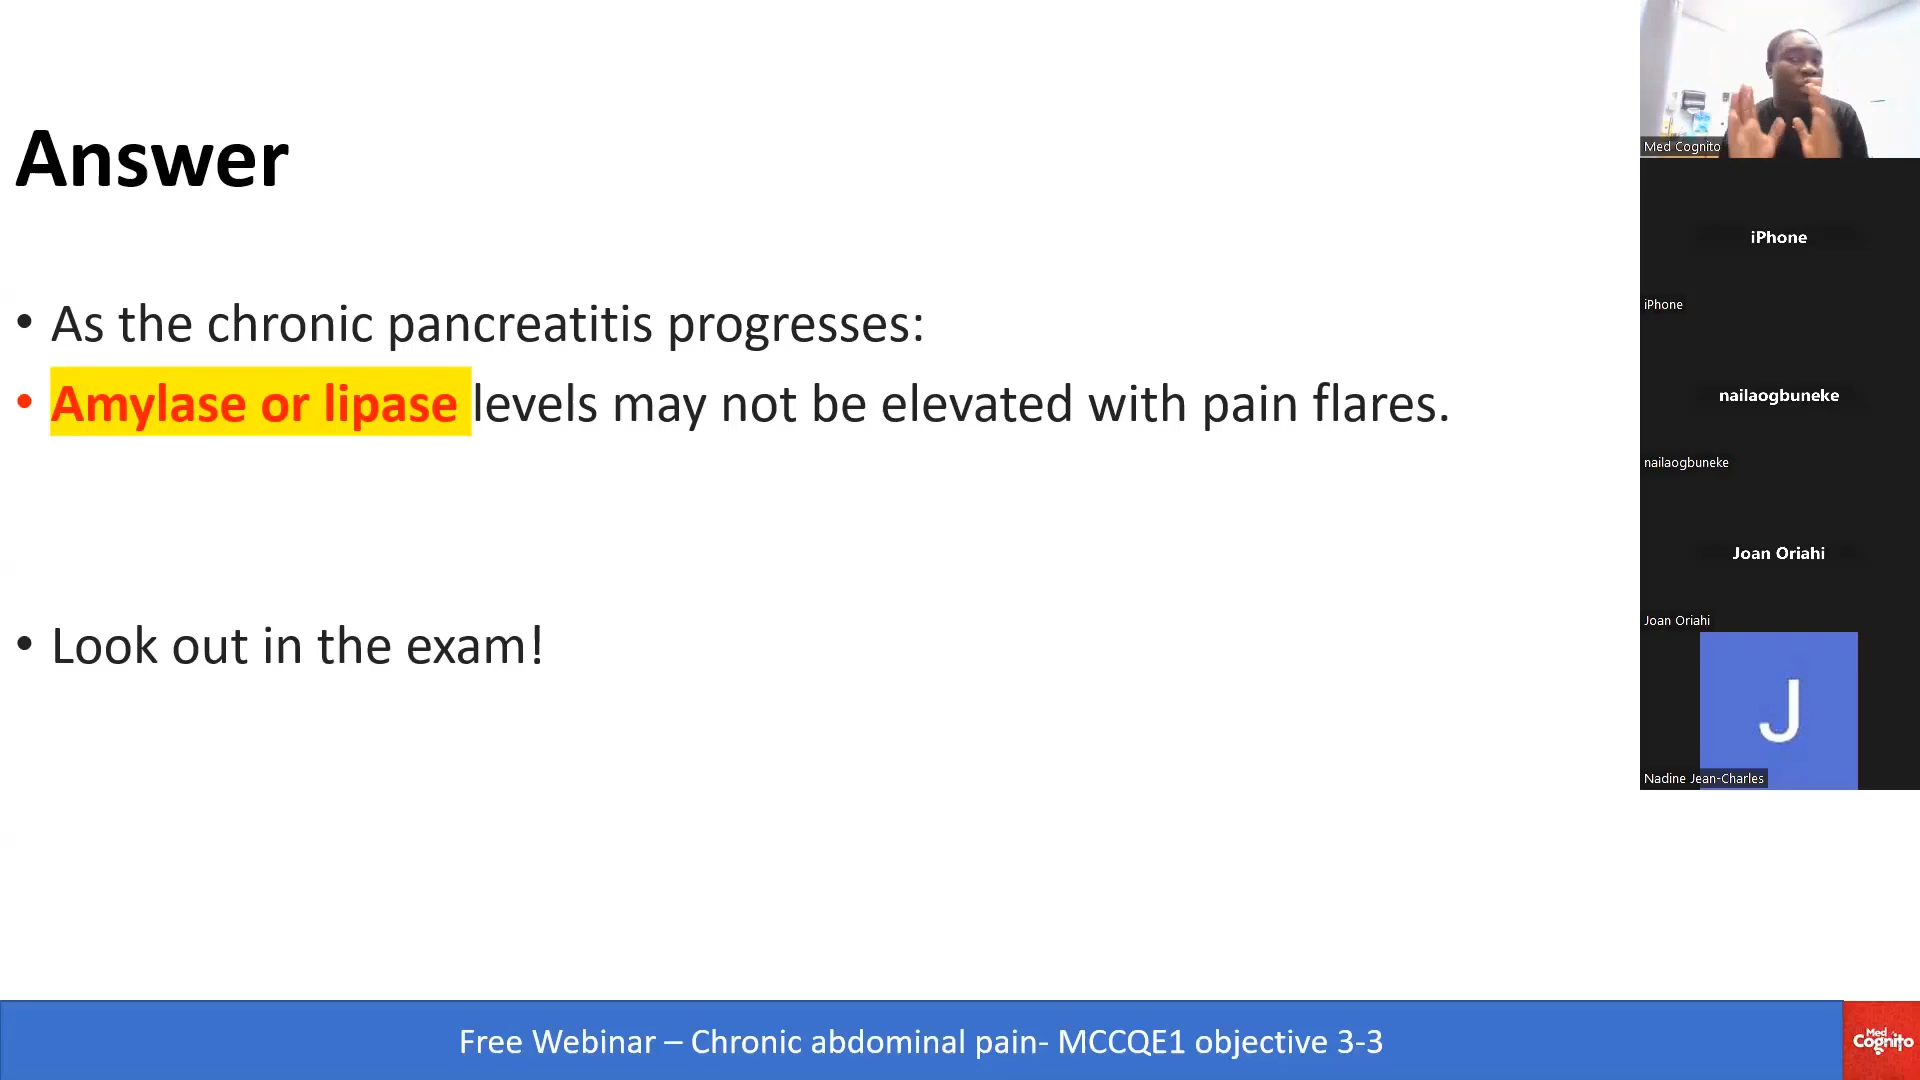 Answer
• As the chronic pancreatitis progresses:
• Amylase or lipase levels may not be elevated with pain flares.
• Look out in the exam!
Free Webinar – Chronic abdominal pain- MCCQE1 objective 3-3
Med
Cognito
Med Cognito
iPhone
iPhone
nailaogbuneke
nailaogbuneke
Joan Oriahi
Joan Oriahi
J
Nadine Jean-Charles